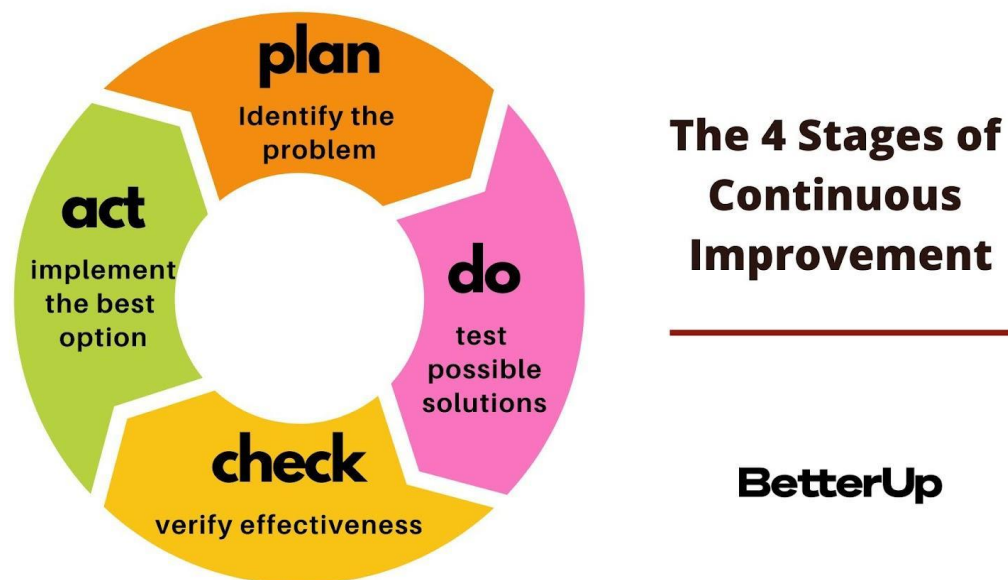 plan
Identify the
problem
do
test
possible
solutions
check
verify effectiveness
act
implement
the best
option
The 4 Stages of
Continuous
Improvement
BetterUp